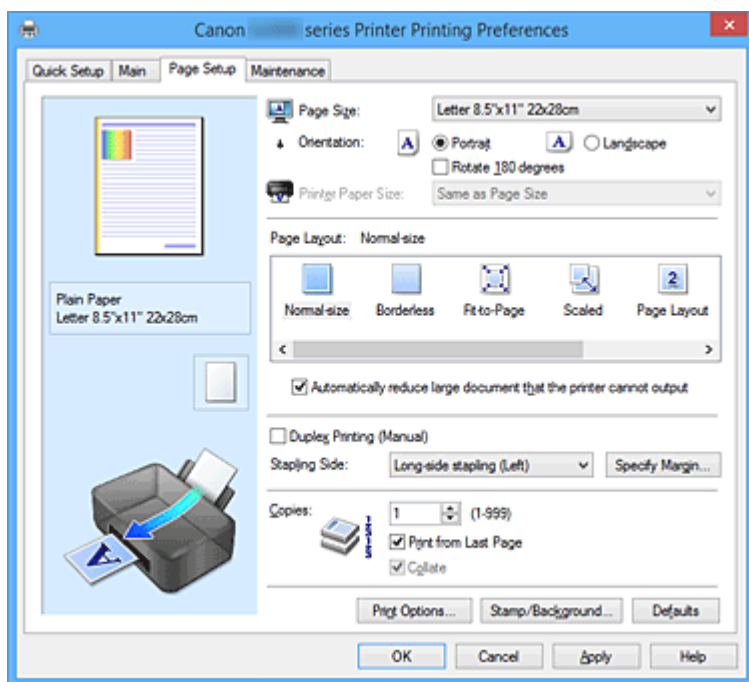 Canon series Printer Printing Preferences
Quick Setup Main Page Setup Maintenance
Page Size: Letter 8.5"x11" 22x28cm
Orientation: A Portrait A Landscape
Rotate 180 degrees
Printer Paper Size: Same as Page Size
Page Layout: Normal-size
2
Normal-size Borderless Fit-to-Page Scaled Page Layout
Plain Paper
Letter 8.5"x11" 22x28cm
Automatically reduce large document that the printer cannot output
Duplex Printing (Manual)
Stapling Side: Long-side stapling (Left) Specify Margin...
Copies: 1 (1-999)
Print from Last Page
Collate
A
Print Options... Stamp/Background... Defaults
OK Cancel Apply Help